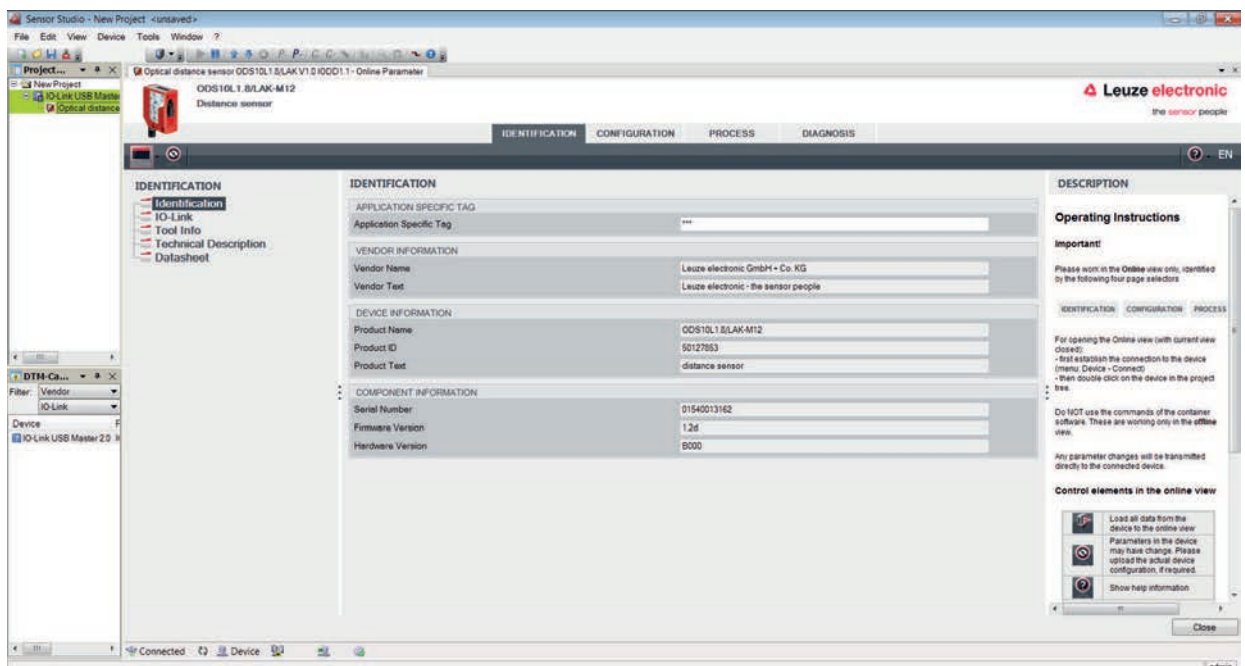 Sensor Studio - New Project <unsaved>
File Edit View Device Tools Window ?
Project...
New Project
IO-Link USB Master
Optical distance
Optical distance sensor ODS10L1.8/LAK V1.0 IODD1.1 - Online Parameter
ODS10L1.8/LAK-M12
Distance sensor
Leuze electronic
the sensor people
IDENTIFICATION CONFIGURATION PROCESS DIAGNOSIS
EN
IDENTIFICATION
Identification
IO-Link
Tool Info
Technical Description
Datasheet
IDENTIFICATION
APPLICATION SPECIFIC TAG
Application Specific Tag ***
VENDOR INFORMATION
Vendor Name Leuze electronic GmbH + Co. KG
Vendor Text Leuze electronic - the sensor people
DEVICE INFORMATION
Product Name ODS10L1.8/LAK-M12
Product ID 50127853
Product Text distance sensor
COMPONENT INFORMATION
Serial Number 01540013162
Firmware Version 1.2d
Hardware Version B000
DESCRIPTION
Operating Instructions
Important!
Please work in the Online view only, identified
by the following four page selectors
IDENTIFICATION CONFIGURATION PROCESS
For opening the Online view (with current view
closed):
- first establish the connection to the device
(menu: Device - Connect)
- then double click on the device in the project
tree.
Do NOT use the commands of the container
software. These are working only in the offline
view.
Any parameter changes will be transmitted
directly to the connected device.
Control elements in the online view
Load all data from the
device to the online view
Parameters in the device
may have change. Please
upload the actual device
configuration, if required.
Show help information
Close
DTM-Ca...
Filter: Vendor
IO-Link
Device F
IO-Link USB Master 2.0
Connected Device
admin